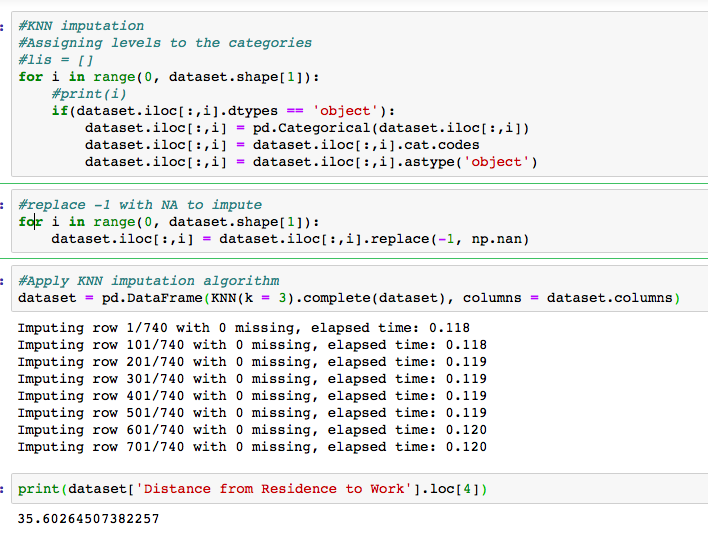 #KNN imputation
#Assigning levels to the categories
#lis = []
for i in range(0, dataset.shape[1]):
    #print(i)
    if(dataset.iloc[:,i].dtypes == 'object'):
        dataset.iloc[:,i] = pd.Categorical(dataset.iloc[:,i])
        dataset.iloc[:,i] = dataset.iloc[:,i].cat.codes
        dataset.iloc[:,i] = dataset.iloc[:,i].astype('object')
#replace -1 with NA to impute
for i in range(0, dataset.shape[1]):
    dataset.iloc[:,i] = dataset.iloc[:,i].replace(-1, np.nan)
#Apply KNN imputation algorithm
dataset = pd.DataFrame(KNN(k = 3).complete(dataset), columns = dataset.columns)
Imputing row 1/740 with 0 missing, elapsed time: 0.118
Imputing row 101/740 with 0 missing, elapsed time: 0.118
Imputing row 201/740 with 0 missing, elapsed time: 0.119
Imputing row 301/740 with 0 missing, elapsed time: 0.119
Imputing row 401/740 with 0 missing, elapsed time: 0.119
Imputing row 501/740 with 0 missing, elapsed time: 0.119
Imputing row 601/740 with 0 missing, elapsed time: 0.120
Imputing row 701/740 with 0 missing, elapsed time: 0.120
print(dataset['Distance from Residence to Work'].loc[4])
35.60264507382257